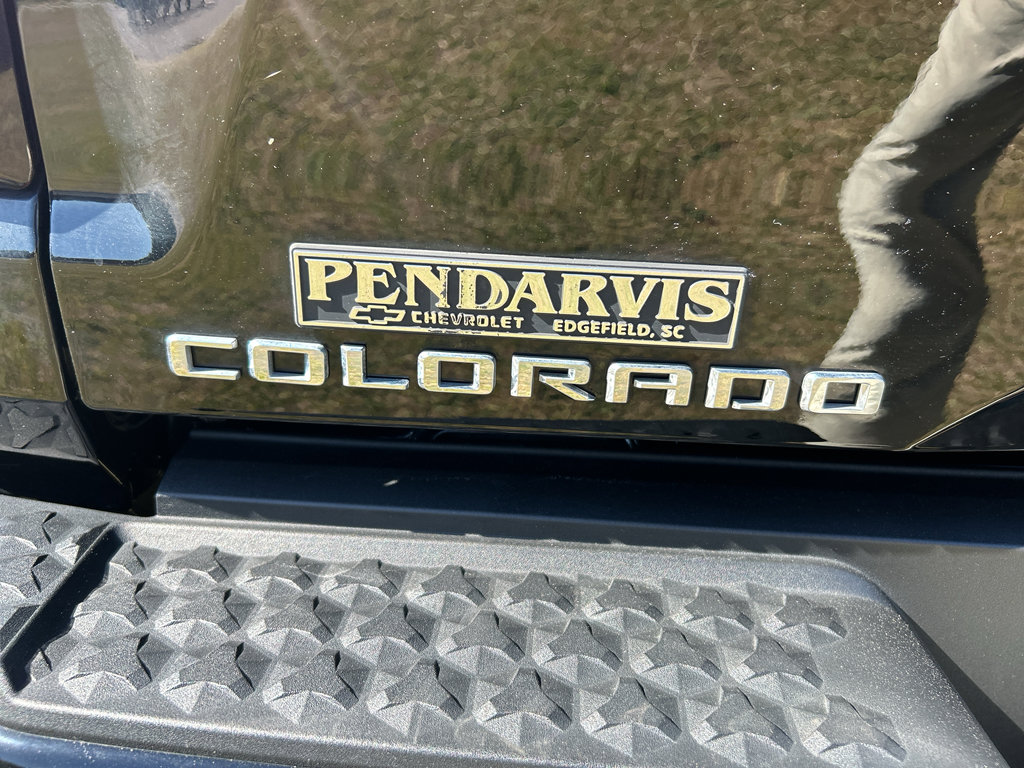 PENDARVIS
CHEVROLET EDGEFIELD, SC
COLORADO